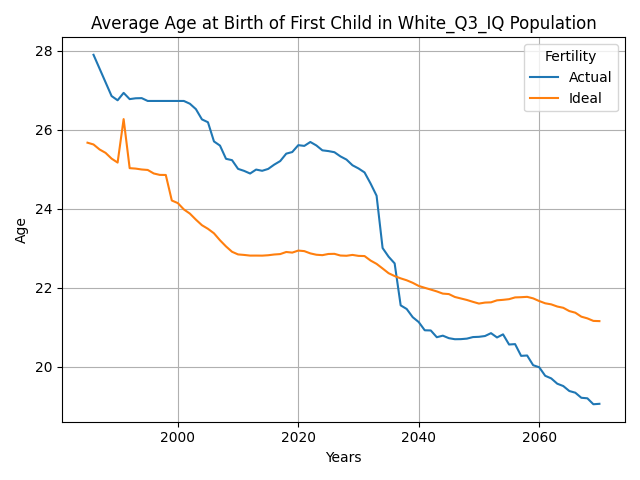 Average Age at Birth of First Child in White_Q3_IQ Population
Fertility
Actual
Ideal
Age
28
26
24
22
20
2000
2020
2040
2060
Years